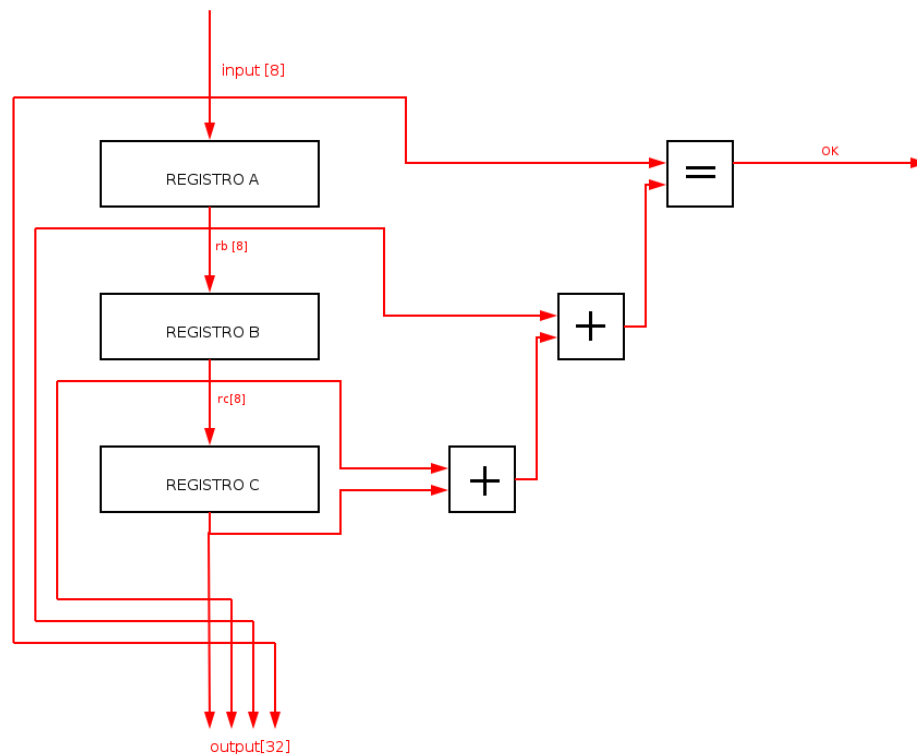 input [8]
OK
REGISTRO A
=
rb [8]
REGISTRO B
+
rc[8]
REGISTRO C
+
output[32]